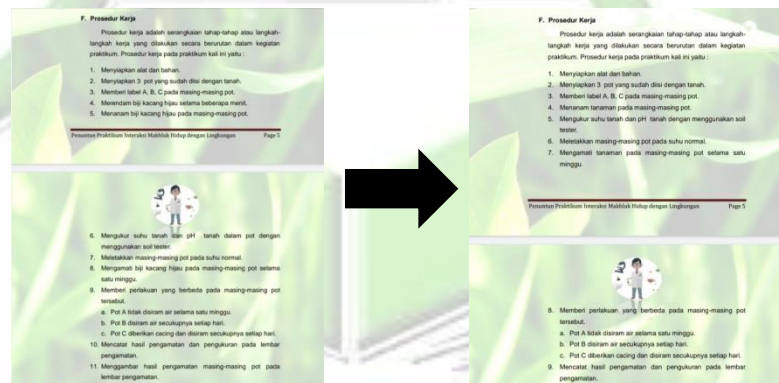 F. Prosedur Kerja
Prosedur kerja adalah serangkaian tahap-tahap atau langkah-
langkah kerja yang dilakukan secara berurutan dalam kegiatan
praktikum. Prosedur kerja pada praktikum kali ini yaitu :
1. Menyiapkan alat dan bahan.
2. Menyiapkan 3 pot yang sudah diisi dengan tanah.
3. Memberi label A, B, C pada masing-masing pot.
4. Merendam biji kacang hijau selama beberapa menit.
5. Menanam biji kacang hijau pada masing-masing pot.
Penuntun Praktikum Interaksi Makhluk Hidup dengan Lingkungan Page 5
6. Mengukur suhu tanah dan pH tanah dalam pot dengan
menggunakan soil tester.
7. Meletakkan masing-masing pot pada suhu normal.
8. Mengamati biji kacang hijau pada masing-masing pot selama
satu minggu.
9. Memberi perlakuan yang berbeda pada masing-masing pot
tersebut.
a. Pot A tidak disiram air selama satu minggu.
b. Pot B disiram air secukupnya setiap hari.
c. Pot C diberikan cacing dan disiram secukupnya setiap hari.
10. Mencatat hasil pengamatan dan pengukuran pada lembar
pengamatan.
11. Menggambar hasil pengamatan masing-masing pot pada
lembar pengamatan.
F. Prosedur Kerja
Prosedur kerja adalah serangkaian tahap-tahap atau langkah-
langkah kerja yang dilakukan secara berurutan dalam kegiatan
praktikum. Prosedur kerja pada praktikum kali ini yaitu :
1. Menyiapkan alat dan bahan.
2. Menyiapkan 3 pot yang sudah diisi dengan tanah.
3. Memberi label A, B, C pada masing-masing pot.
4. Menanam tanaman pada masing-masing pot.
5. Mengukur suhu tanah dan pH tanah dengan menggunakan soil
tester.
6. Meletakkan masing-masing pot pada suhu normal.
7. Mengamati tanaman pada masing-masing pot selama satu
minggu.
Penuntun Praktikum Interaksi Makhluk Hidup dengan Lingkungan Page 5
8. Memberi perlakuan yang berbeda pada masing-masing pot
tersebut.
a. Pot A tidak disiram air selama satu minggu.
b. Pot B disiram air secukupnya setiap hari.
c. Pot C diberikan cacing dan disiram secukupnya setiap hari.
9. Mencatat hasil pengamatan dan pengukuran pada lembar
pengamatan.